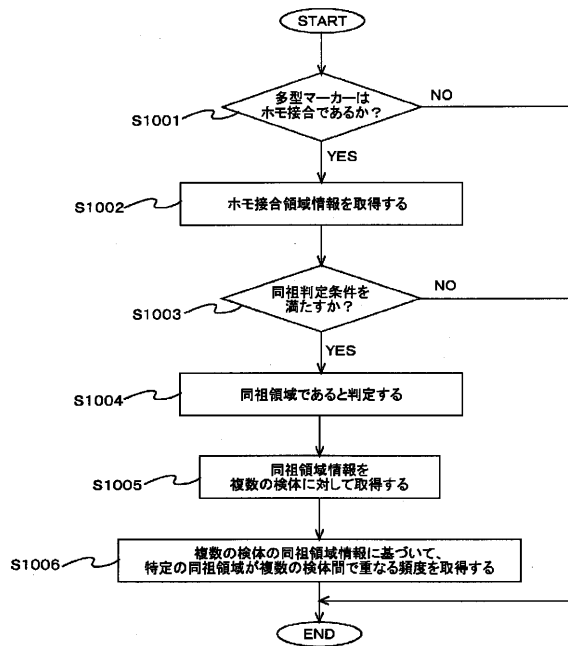 START
多型マーカーは
ホモ接合であるか？
NO
S1001
YES
ホモ接合領域情報を取得する
S1002
同祖判定条件を
満たすか？
NO
S1003
YES
同祖領域であると判定する
S1004
同祖領域情報を
複数の検体に対して取得する
S1005
複数の検体の同祖領域情報に基づいて、
特定の同祖領域が複数の検体間で重なる頻度を取得する
S1006
END